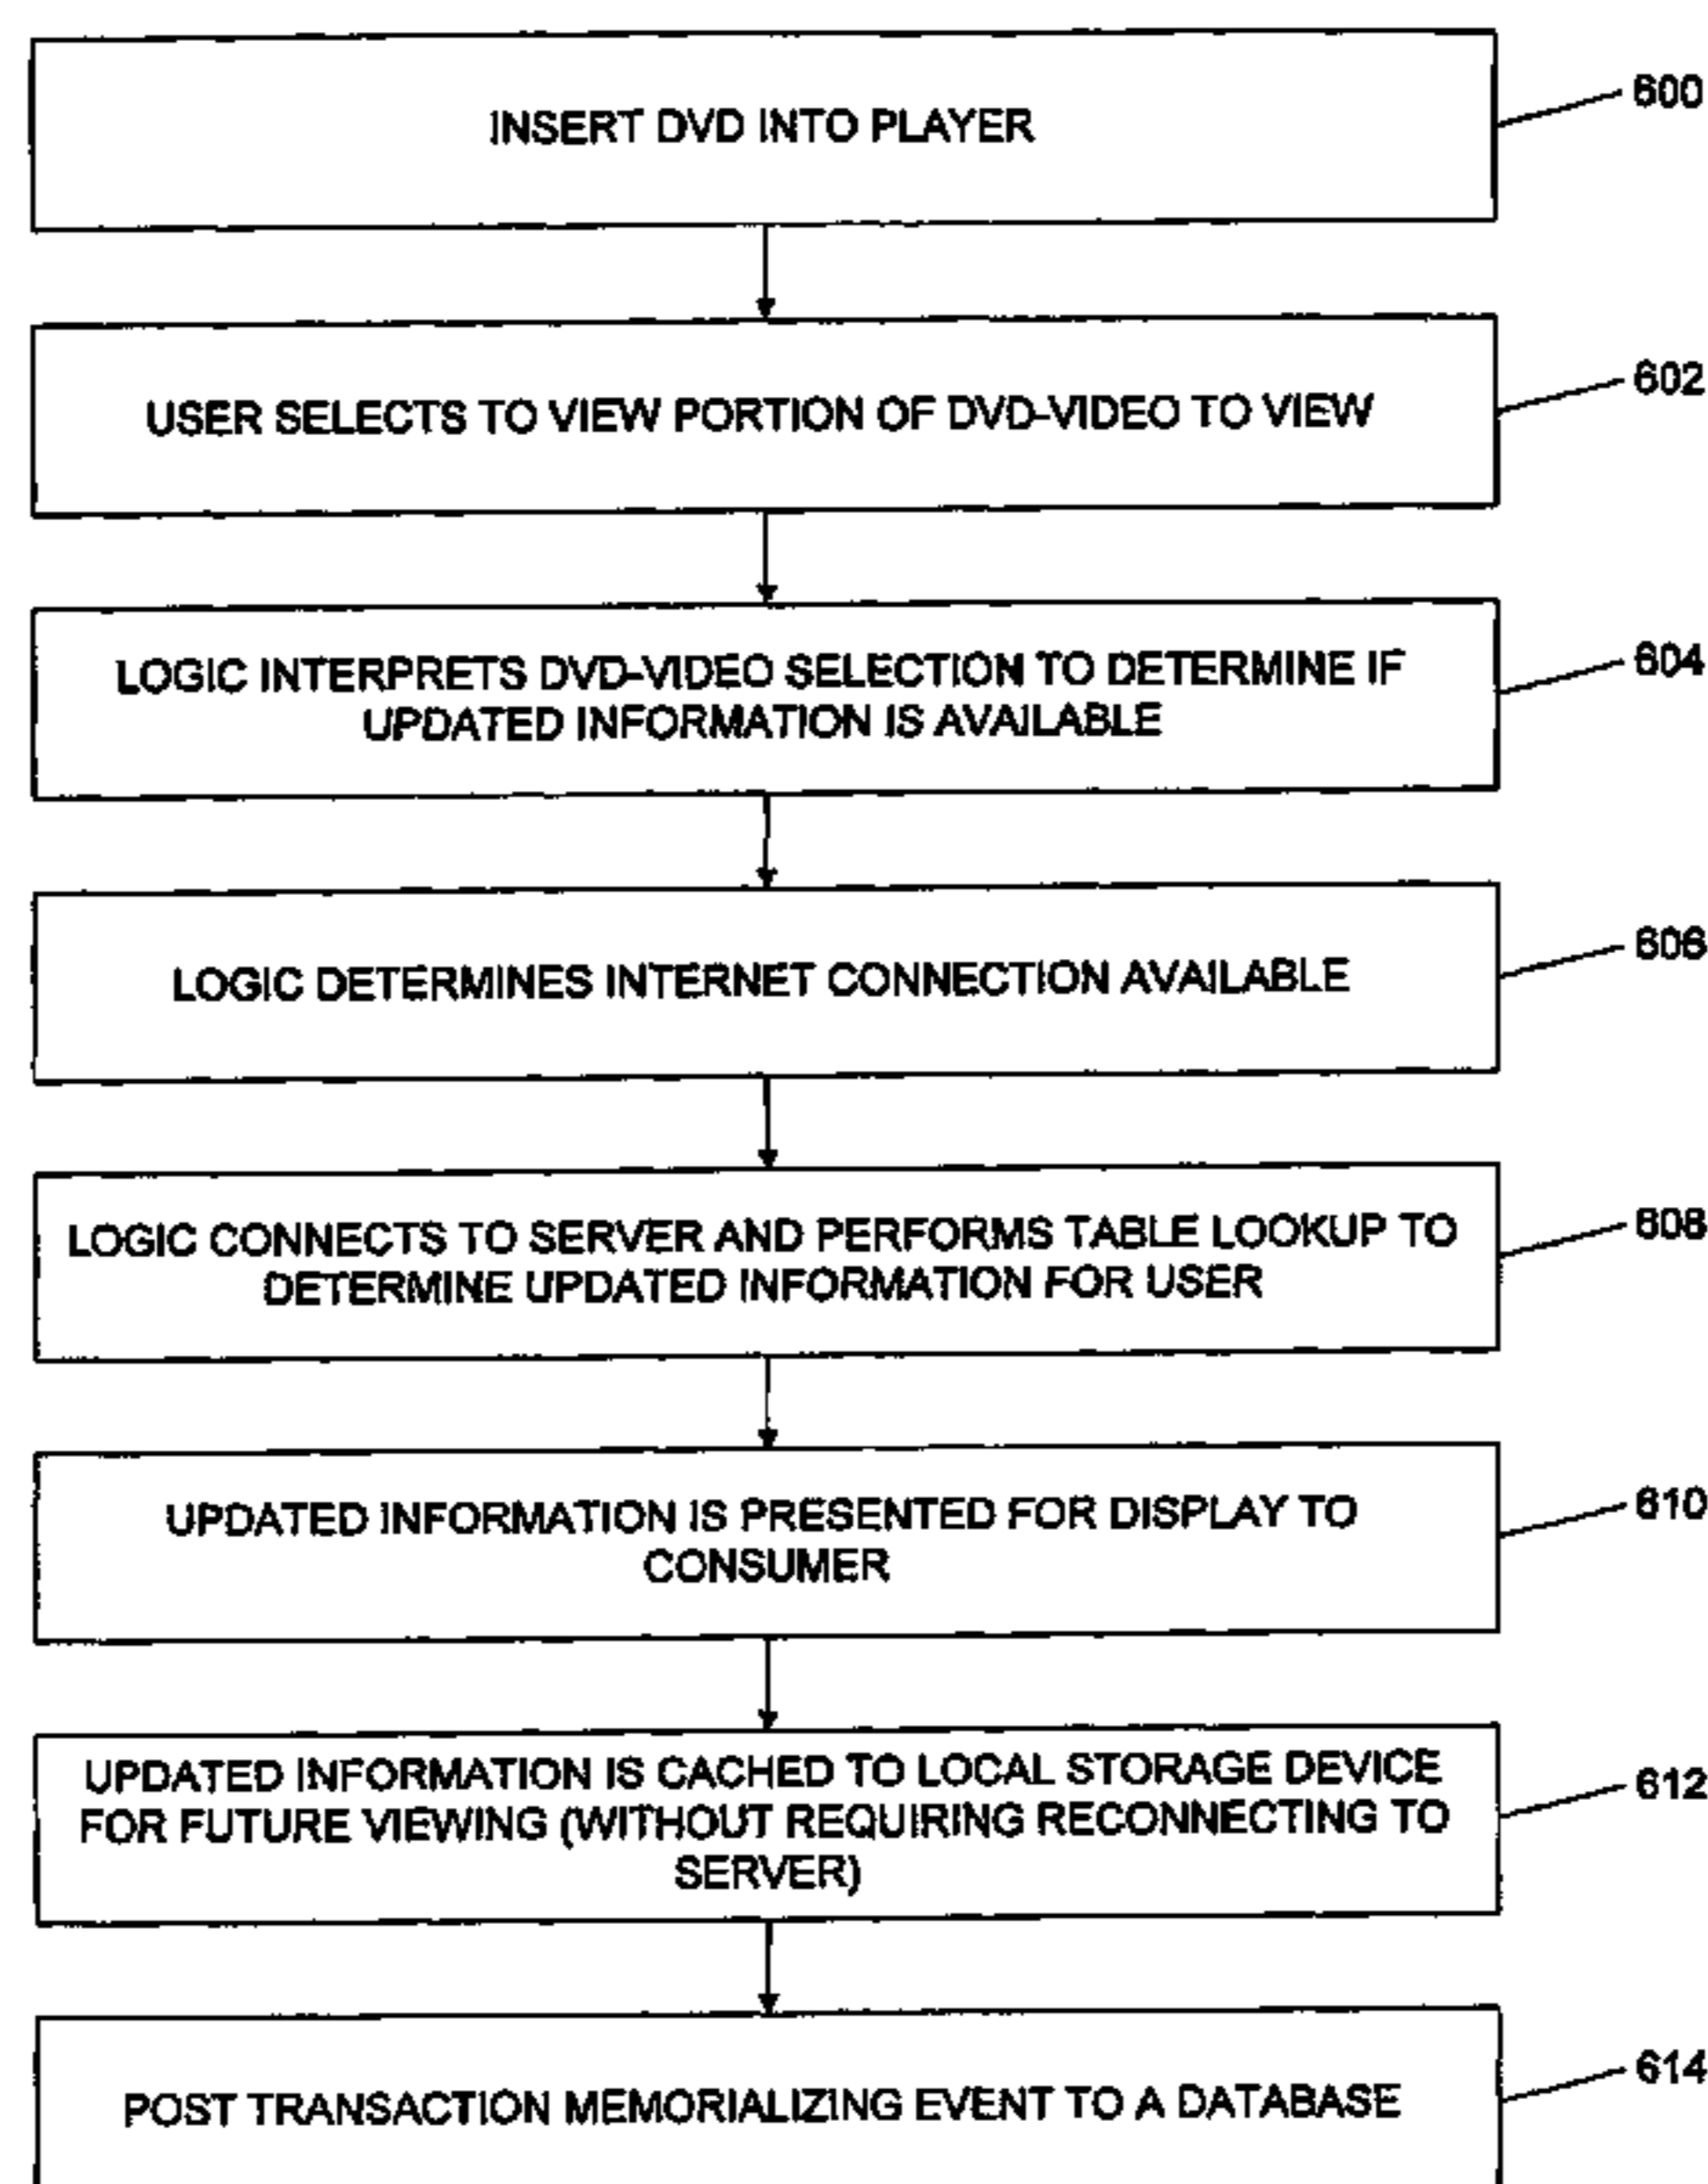 INSERT DVD INTO PLAYER
600
USER SELECTS TO VIEW PORTION OF DVD-VIDEO TO VIEW
602
LOGIC INTERPRETS DVD-VIDEO SELECTION TO DETERMINE IF
UPDATED INFORMATION IS AVAILABLE
604
LOGIC DETERMINES INTERNET CONNECTION AVAILABLE
606
LOGIC CONNECTS TO SERVER AND PERFORMS TABLE LOOKUP TO
DETERMINE UPDATED INFORMATION FOR USER
608
UPDATED INFORMATION IS PRESENTED FOR DISPLAY TO
CONSUMER
610
UPDATED INFORMATION IS CACHED TO LOCAL STORAGE DEVICE
FOR FUTURE VIEWING (WITHOUT REQUIRING RECONNECTING TO
SERVER)
612
POST TRANSACTION MEMORIALIZING EVENT TO A DATABASE
614